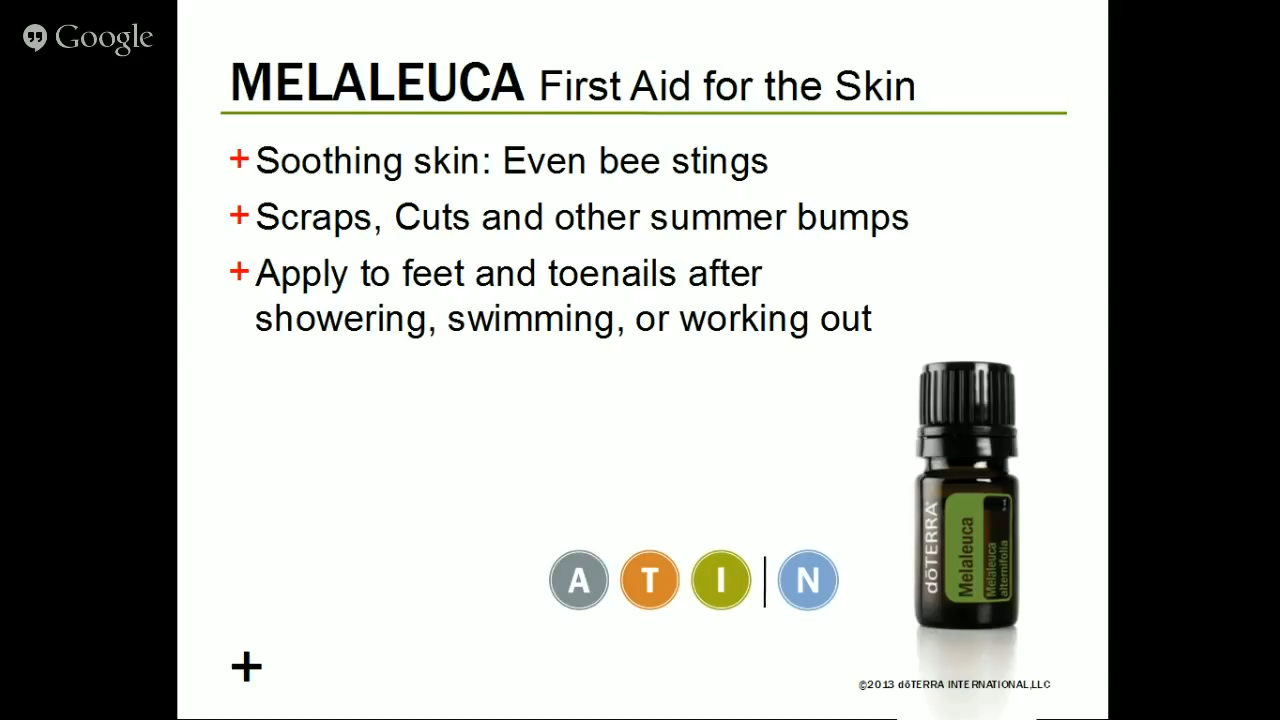 Google
MELALEUCA First Aid for the Skin
+ Soothing skin: Even bee stings
+ Scraps, Cuts and other summer bumps
+ Apply to feet and toenails after
showering, swimming, or working out
dōTERRA
Melaleuca
Melaleuca
alternifolia
A T I | N
+
©2013 dōTERRA INTERNATIONAL,LLC